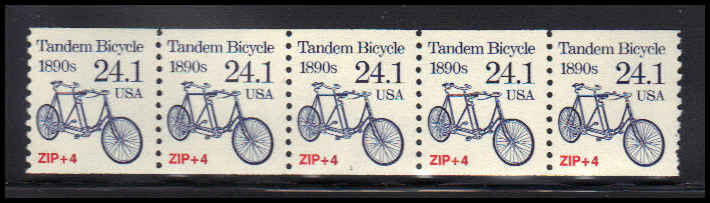 Tandem Bicycle Tandem Bicycle Tandem Bicycle Tandem Bicycle Tandem Bicycle
1890s 24.1 1890s 24.1 1890s 24.1 1890s 24.1 1890s 24.1
USA USA USA USA USA
ZIP+4 ZIP+4 ZIP+4 ZIP+4 ZIP+4